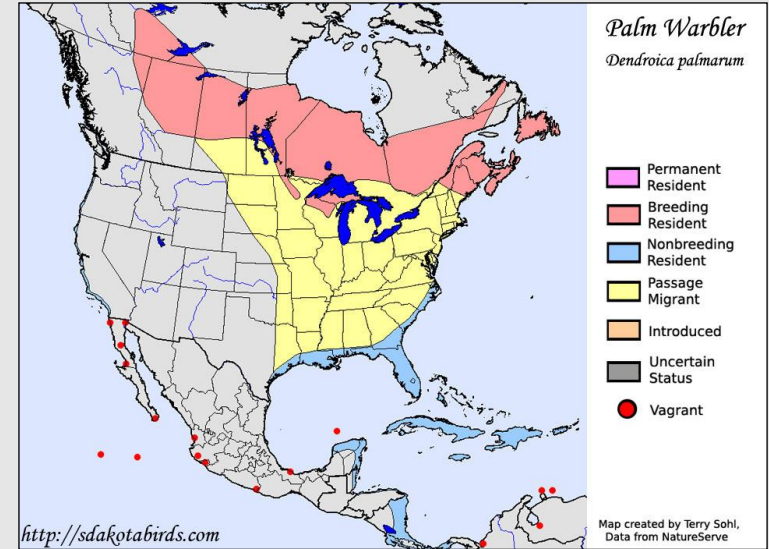 Palm Warbler
Dendroica palmarum
Permanent
Resident
Breeding
Resident
Nonbreeding
Resident
Passage
Migrant
Introduced
Uncertain
Status
Vagrant
http://sdakotabirds.com
Map created by Terry Sohl,
Data from NatureServe